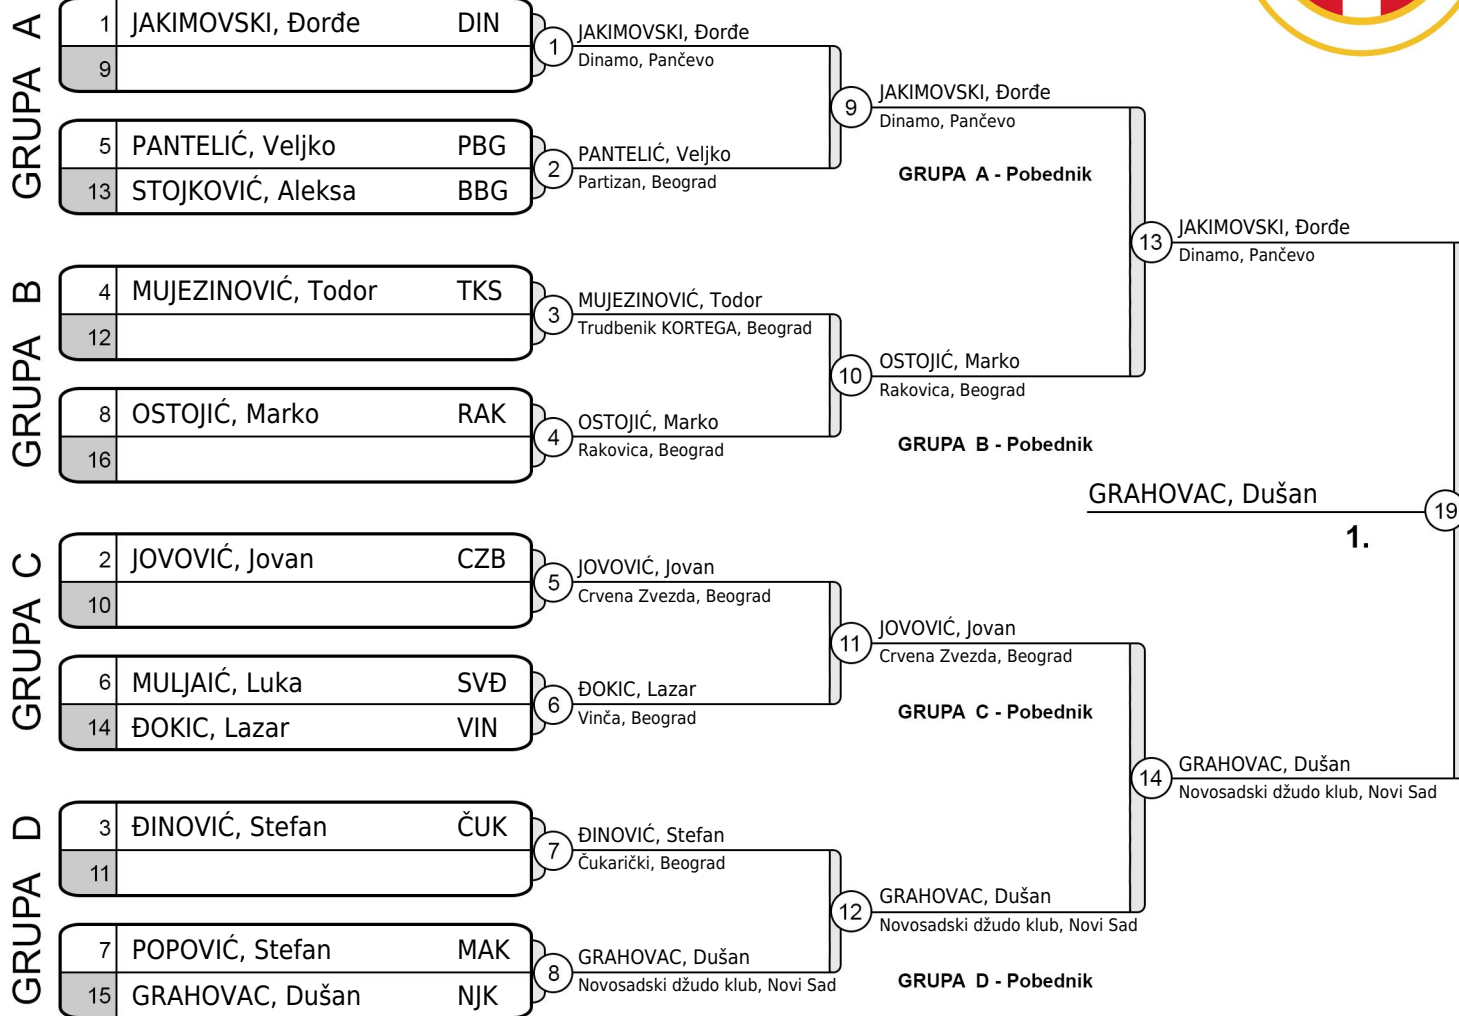 GRUPA A
1 JAKIMOVSKI, Đorđe DIN
9
5 PANTELIĆ, Veljko PBG
13 STOJKOVIĆ, Aleksa BBG
GRUPA B
4 MUJEZINOVIĆ, Todor TKS
12
8 OSTOJIĆ, Marko RAK
16
GRUPA C
2 JOVOVIĆ, Jovan CZB
10
6 MULJAIĆ, Luka SVĐ
14 ĐOKIC, Lazar VIN
GRUPA D
3 ĐINOVIĆ, Stefan ČUK
11
7 POPOVIĆ, Stefan MAK
15 GRAHOVAC, Dušan NJK
1 JAKIMOVSKI, Đorđe
Dinamo, Pančevo
2 PANTELIĆ, Veljko
Partizan, Beograd
3 MUJEZINOVIĆ, Todor
Trudbenik KORTEGA, Beograd
4 OSTOJIĆ, Marko
Rakovica, Beograd
5 JOVOVIĆ, Jovan
Crvena Zvezda, Beograd
6 ĐOKIC, Lazar
Vinča, Beograd
7 ĐINOVIĆ, Stefan
Čukarički, Beograd
8 GRAHOVAC, Dušan
Novosadski džudo klub, Novi Sad
9 JAKIMOVSKI, Đorđe
Dinamo, Pančevo
GRUPA A - Pobednik
10 OSTOJIĆ, Marko
Rakovica, Beograd
GRUPA B - Pobednik
11 JOVOVIĆ, Jovan
Crvena Zvezda, Beograd
GRUPA C - Pobednik
12 GRAHOVAC, Dušan
Novosadski džudo klub, Novi Sad
GRUPA D - Pobednik
13 JAKIMOVSKI, Đorđe
Dinamo, Pančevo
14 GRAHOVAC, Dušan
Novosadski džudo klub, Novi Sad
GRAHOVAC, Dušan 19
1.